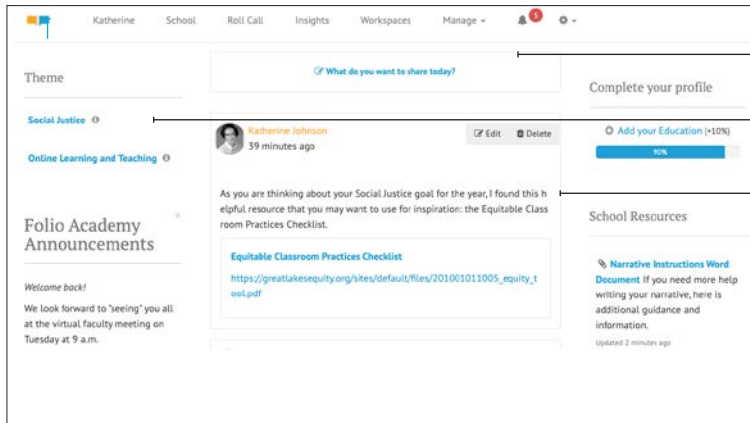 Katherine School Roll Call Insights Workspaces Manage 5
Theme
Social Justice
Online Learning and Teaching
Folio Academy
Announcements
×
Welcome back!
We look forward to "seeing" you all
at the virtual faculty meeting on
Tuesday at 9 a.m.
What do you want to share today?
Katherine Johnson
39 minutes ago
Edit Delete
As you are thinking about your Social Justice goal for the year, I found this h
elpful resource that you may want to use for inspiration: the Equitable Class
room Practices Checklist.
Equitable Classroom Practices Checklist
https://greatlakesequity.org/sites/default/files/201001011005_equity_t
ool.pdf
Complete your profile
Add your Education (+10%)
90%
School Resources
Narrative Instructions Word
Document If you need more help
writing your narrative, here is
additional guidance and
information.
Updated 2 minutes ago